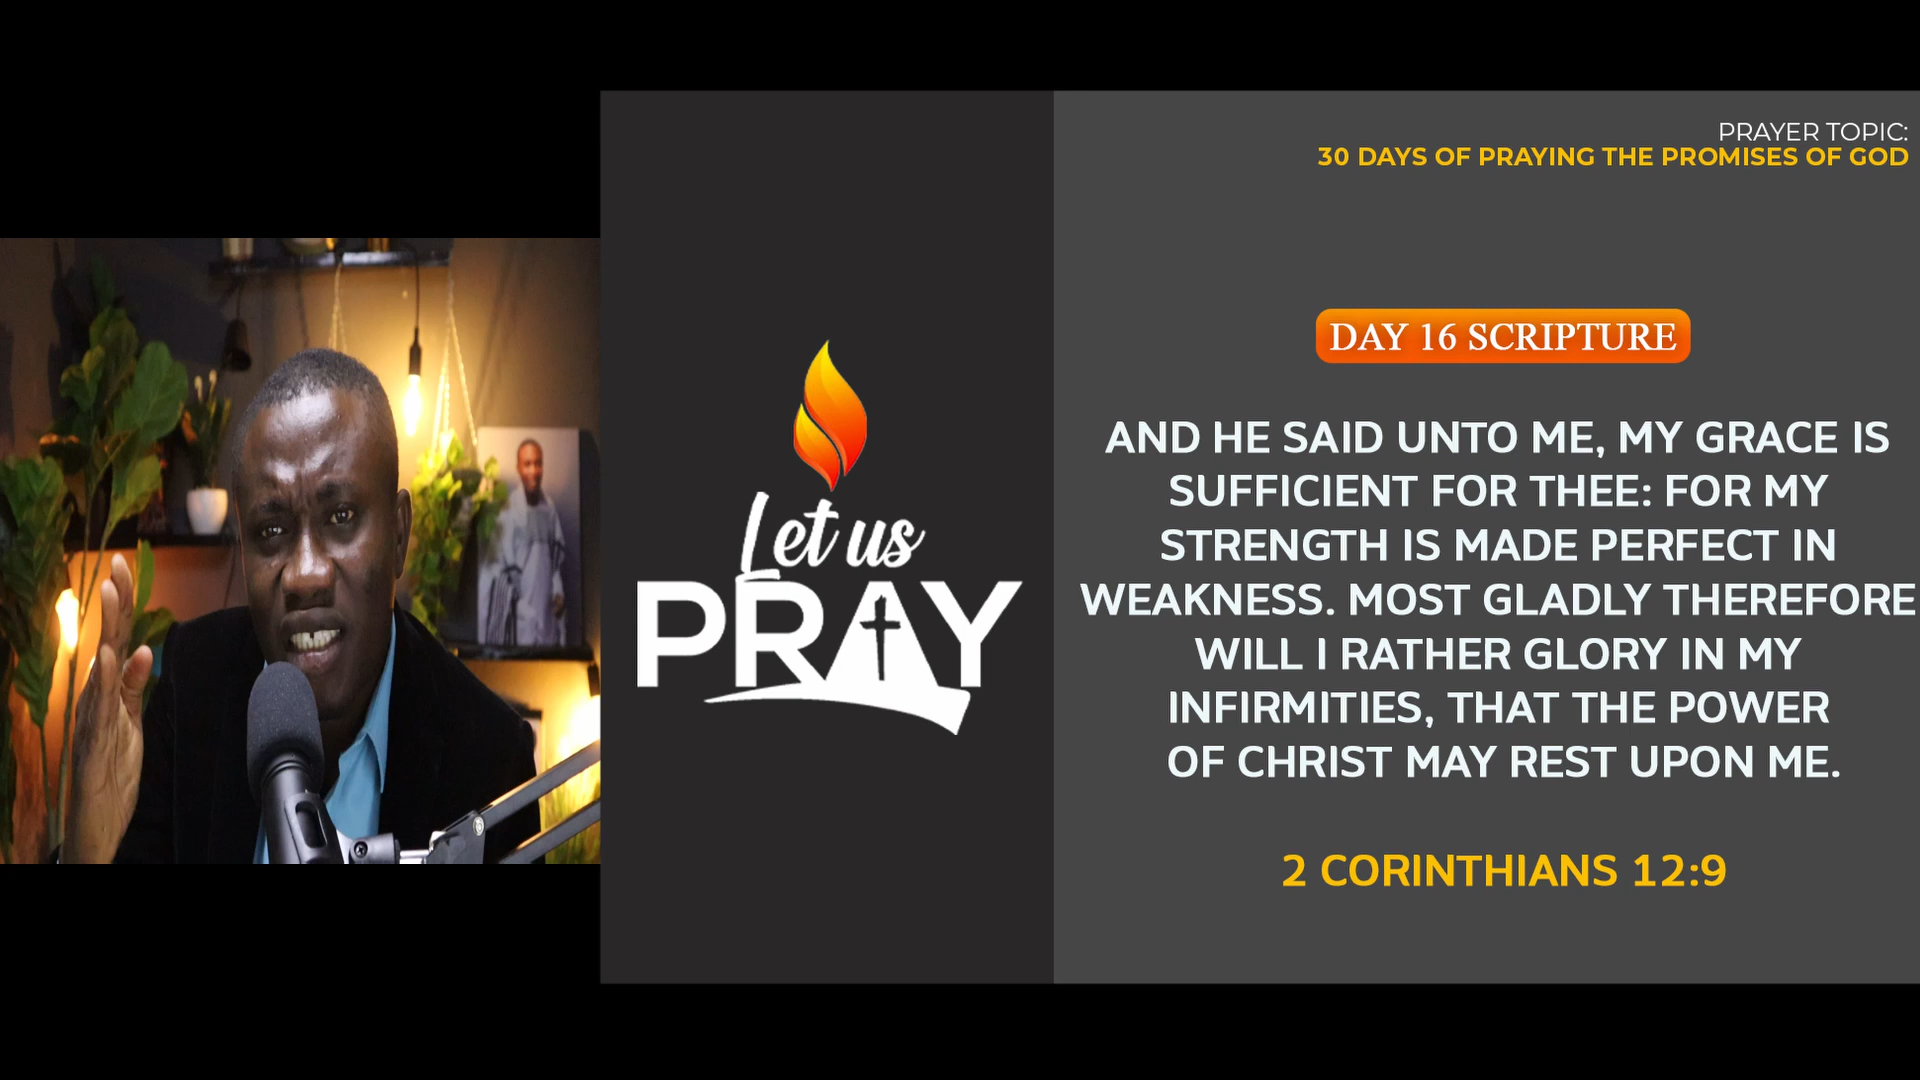 PRAYER TOPIC:
30 DAYS OF PRAYING THE PROMISES OF GOD
Let us
PRAY
DAY 16 SCRIPTURE
AND HE SAID UNTO ME, MY GRACE IS
SUFFICIENT FOR THEE: FOR MY
STRENGTH IS MADE PERFECT IN
WEAKNESS. MOST GLADLY THEREFORE
WILL I RATHER GLORY IN MY
INFIRMITIES, THAT THE POWER
OF CHRIST MAY REST UPON ME.
2 CORINTHIANS 12:9